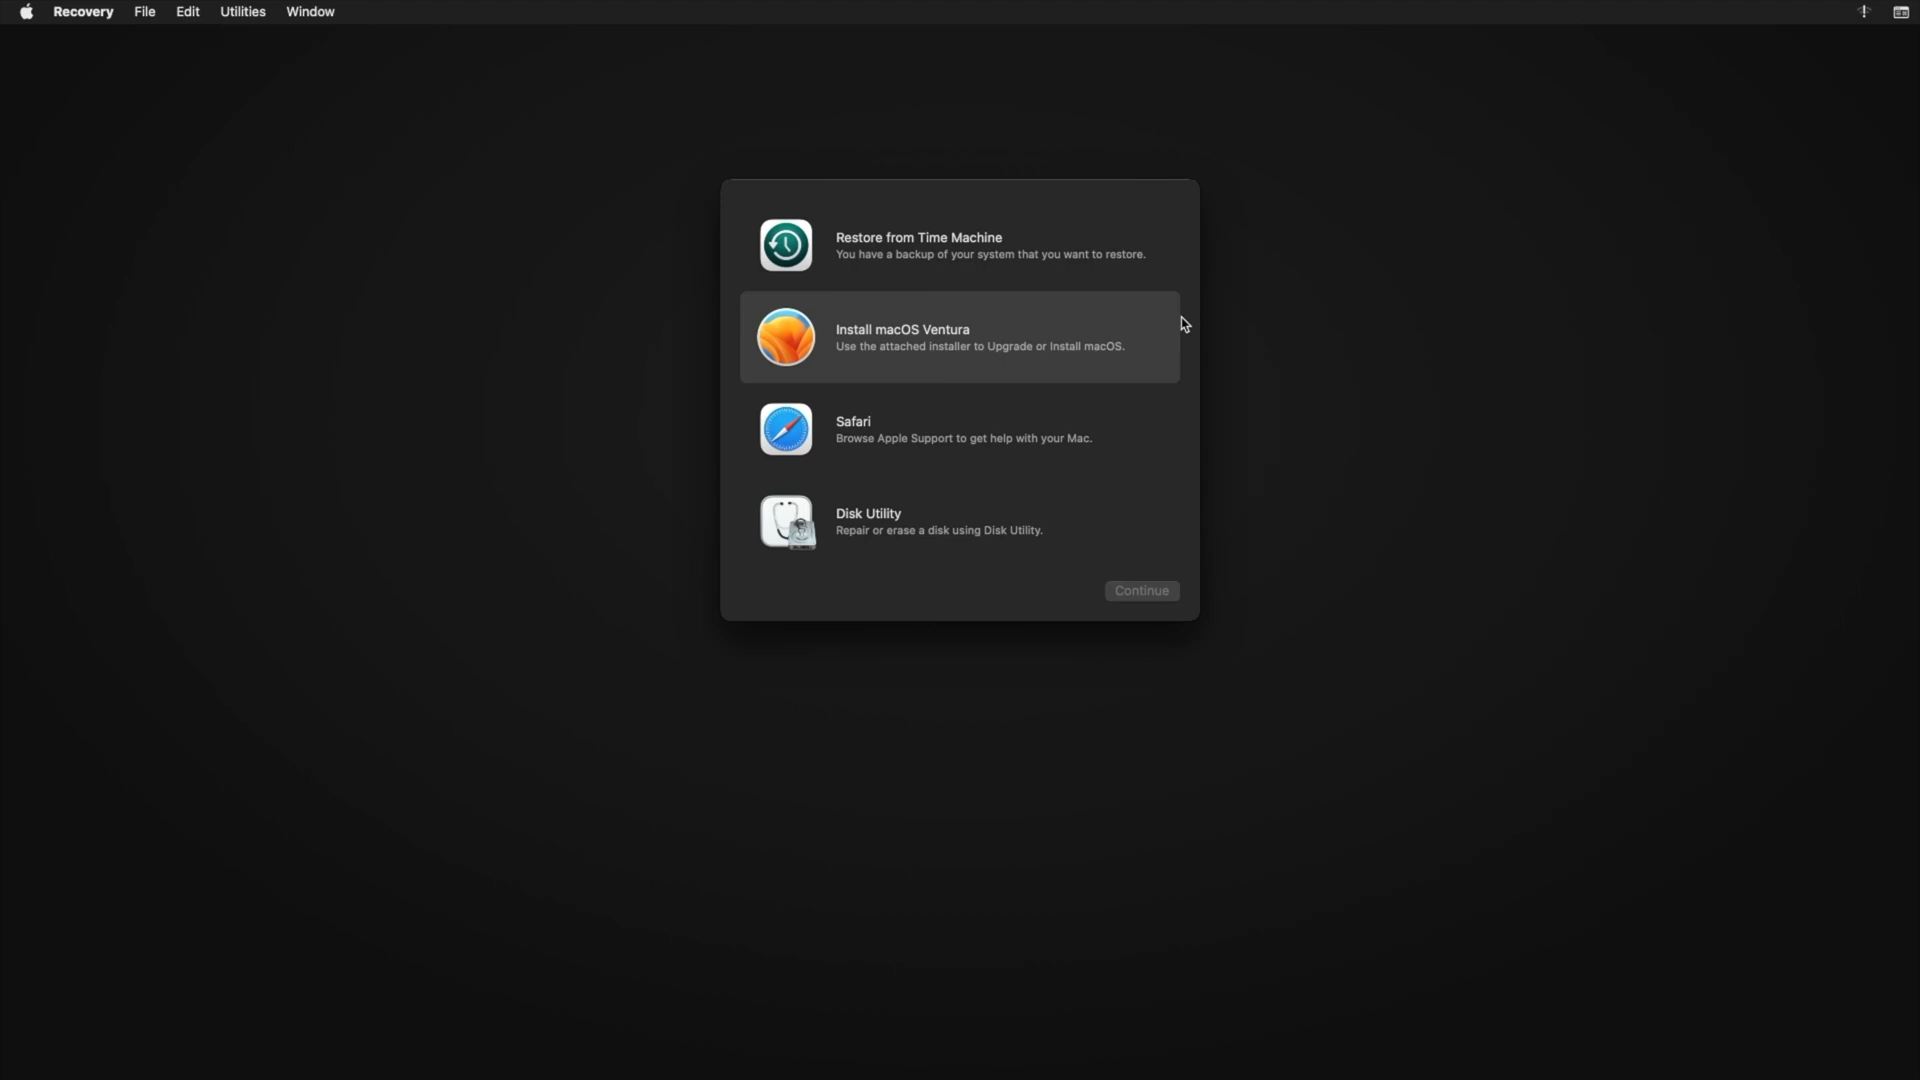 Recovery File Edit Utilities Window
Restore from Time Machine
You have a backup of your system that you want to restore.
Install macOS Ventura
Use the attached installer to Upgrade or Install macOS.
Safari
Browse Apple Support to get help with your Mac.
Disk Utility
Repair or erase a disk using Disk Utility.
Continue